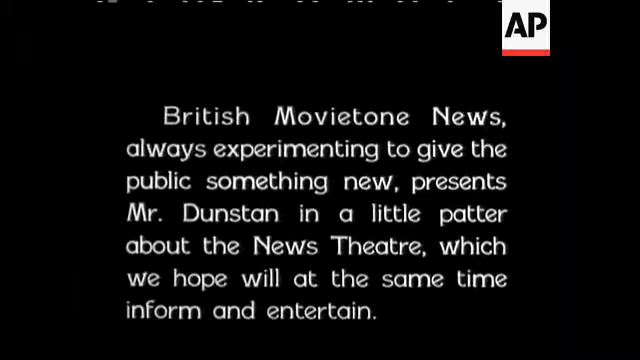 AP
British Movietone News,
always experimenting to give the
public something new, presents
Mr. Dunstan in a little patter
about the News Theatre, which
we hope will at the same time
inform and entertain.